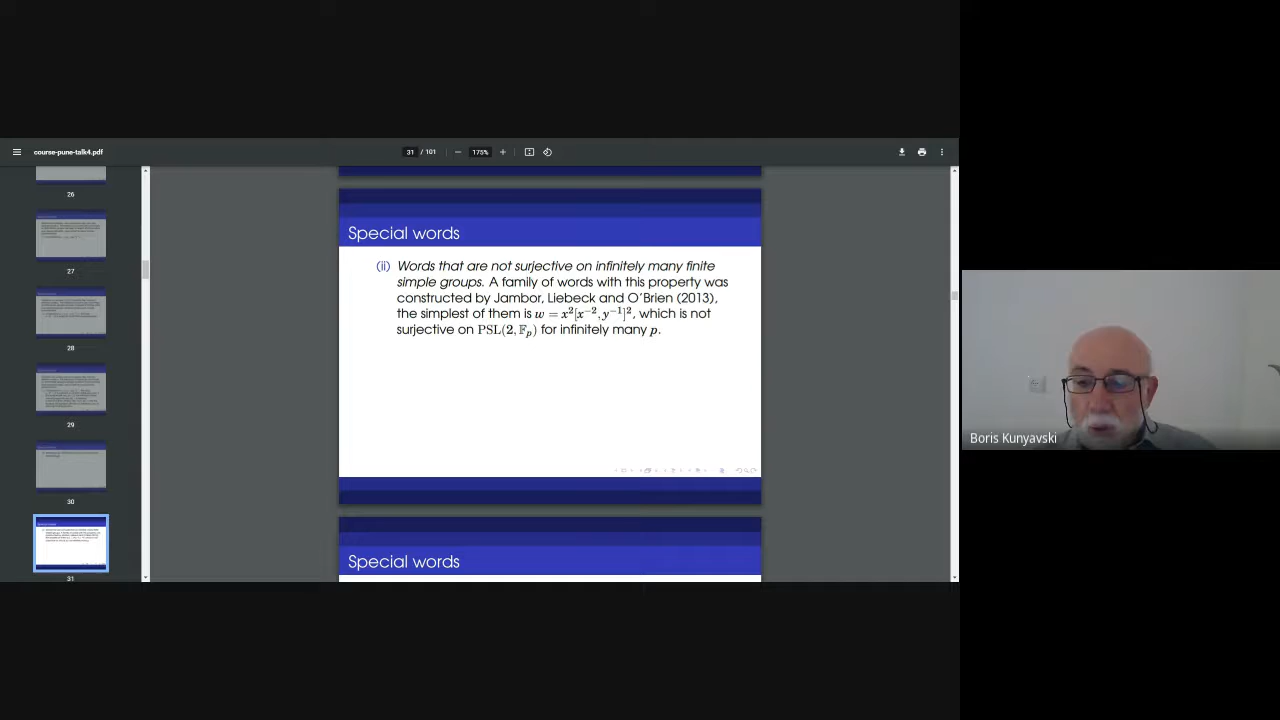 course-pune-talk4.pdf
31 / 101
175%
26
27
28
29
30
31
Special words
(ii) Words that are not surjective on infinitely many finite
simple groups. A family of words with this property was
constructed by Jambor, Liebeck and O'Brien (2013),
the simplest of them is w = x²[x⁻², y⁻¹]², which is not
surjective on PSL(2, 𝔽ₚ) for infinitely many p.
Special words
Boris Kunyavski